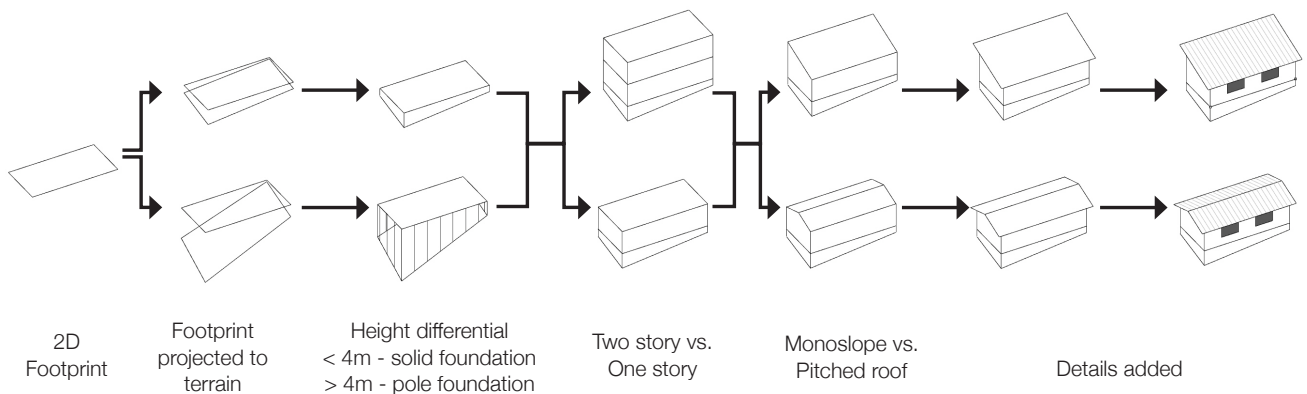 2D
Footprint
Footprint
projected to
terrain
Height differential
< 4m - solid foundation
> 4m - pole foundation
Two story vs.
One story
Monoslope vs.
Pitched roof
Details added